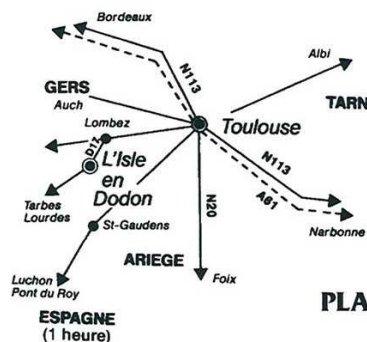 Bordeaux
N113
Albi
GERS
TARN
Auch
Lombez
Toulouse
D17
L'Isle
en
Dodon
N113
A61
N20
Tarbes
Lourdes
St-Gaudens
Narbonne
ARIEGE
Foix
Luchon
Pont du Roy
PLA
ESPAGNE
(1 heure)